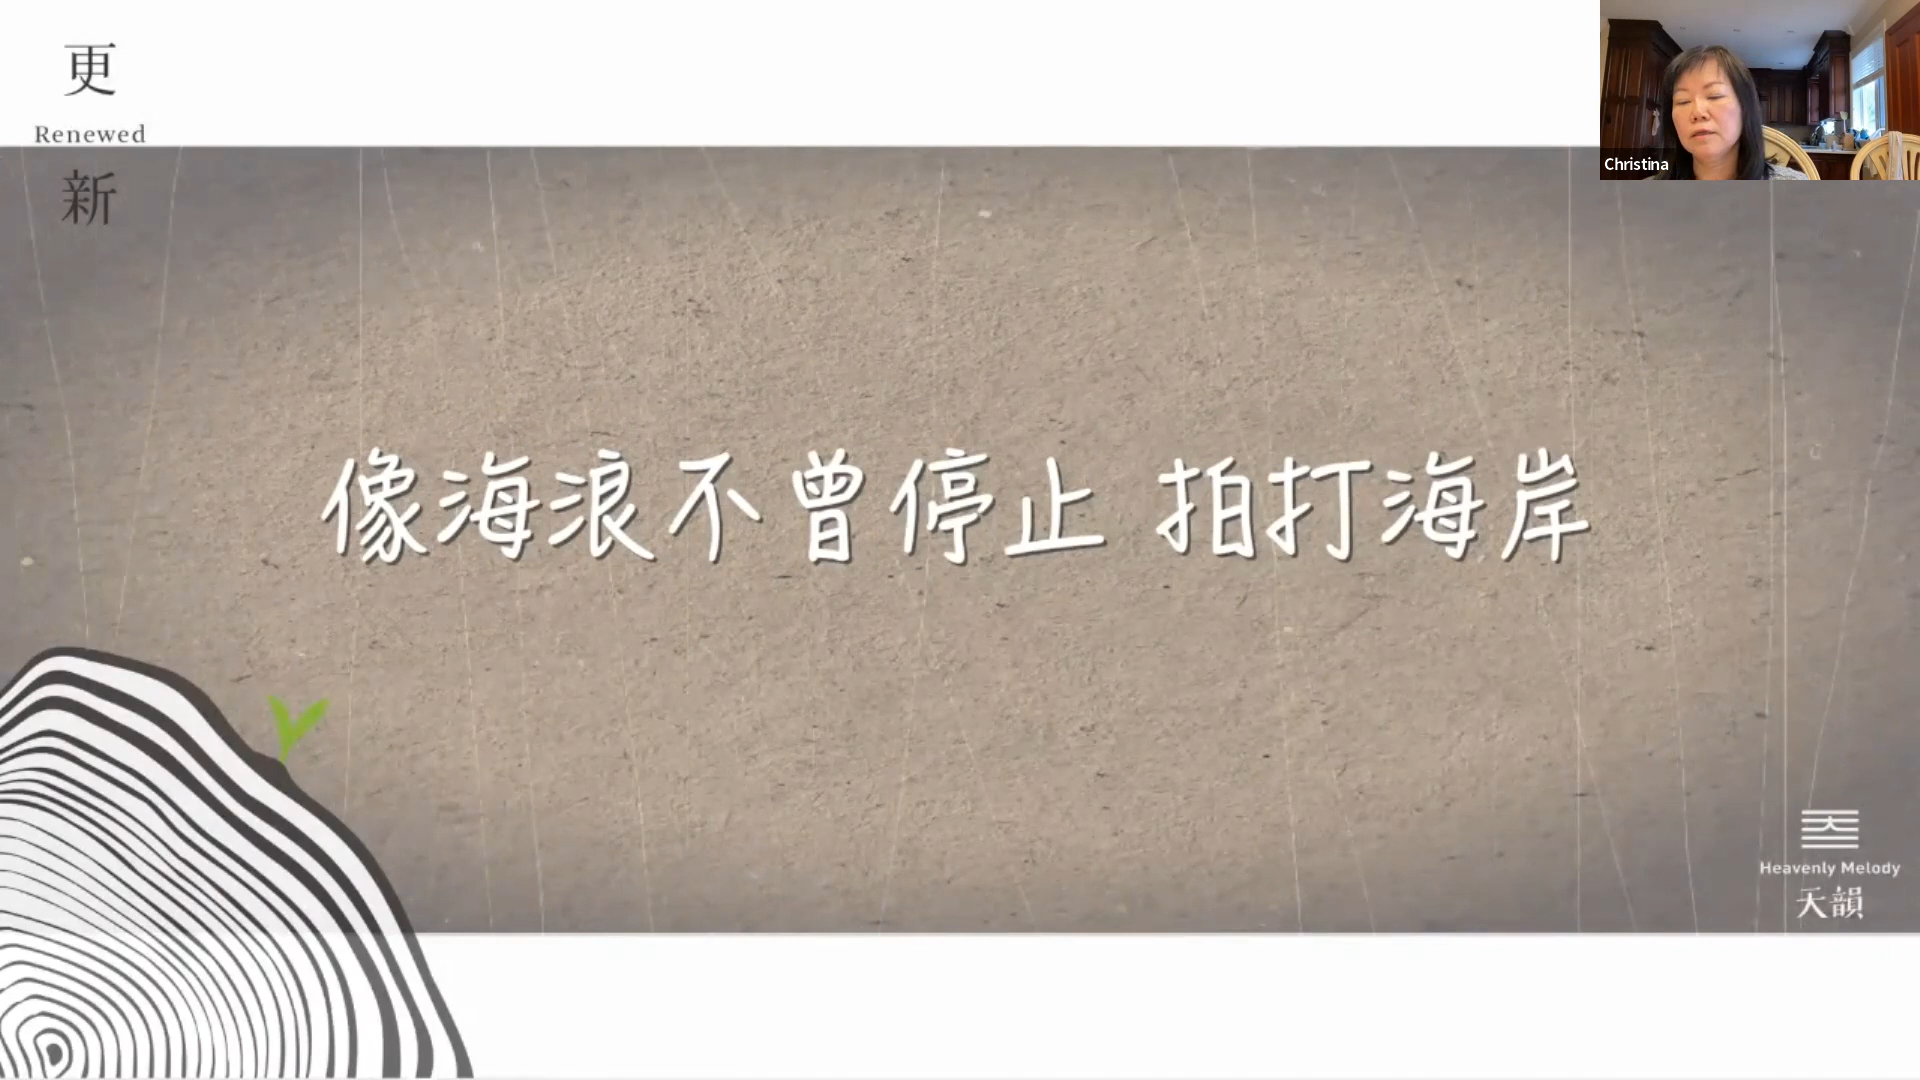 更
Renewed
新
Christina
像海浪不曾停止 拍打海岸
Heavenly Melody
天韻